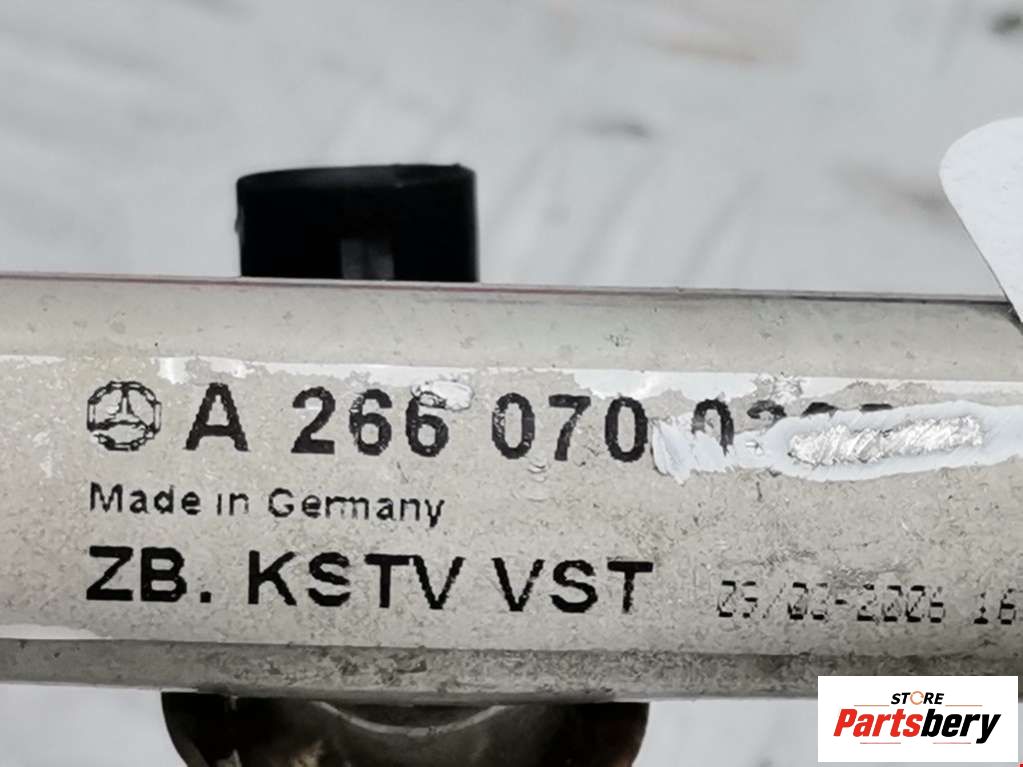 A 266 070
Made in Germany
ZB. KSTV VST
STORE
Partsbery